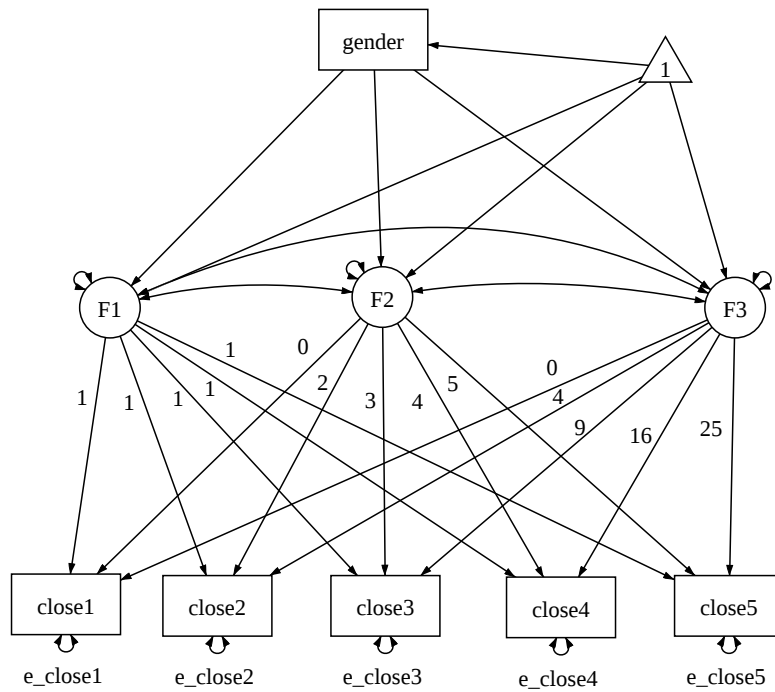 gender
1
F1
F2
F3
1
1
1
1
1
0
2
3
4
5
0
4
9
16
25
close1
close2
close3
close4
close5
e_close1
e_close2
e_close3
e_close4
e_close5